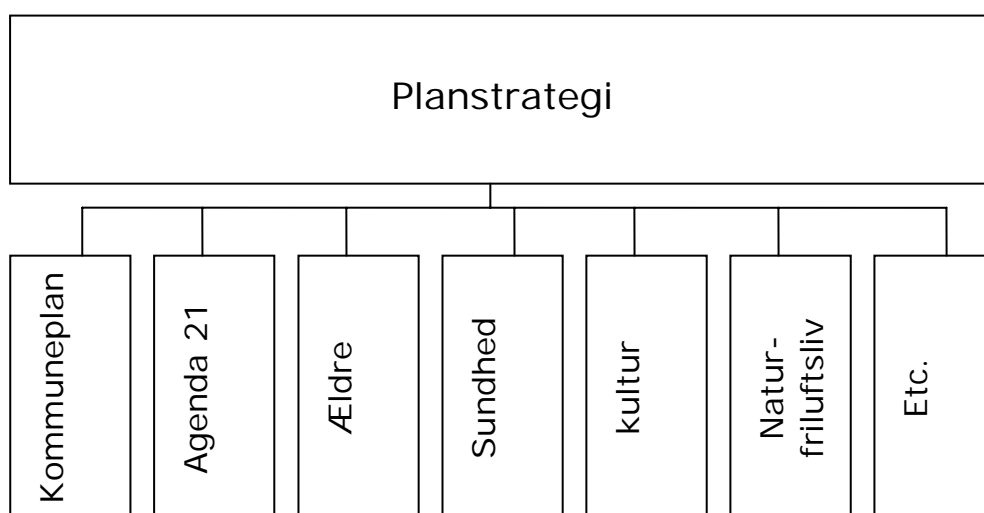 Planstrategi
Kommuneplan
Agenda 21
Ældre
Sundhed
kultur
Natur-
friluftsliv
Etc.